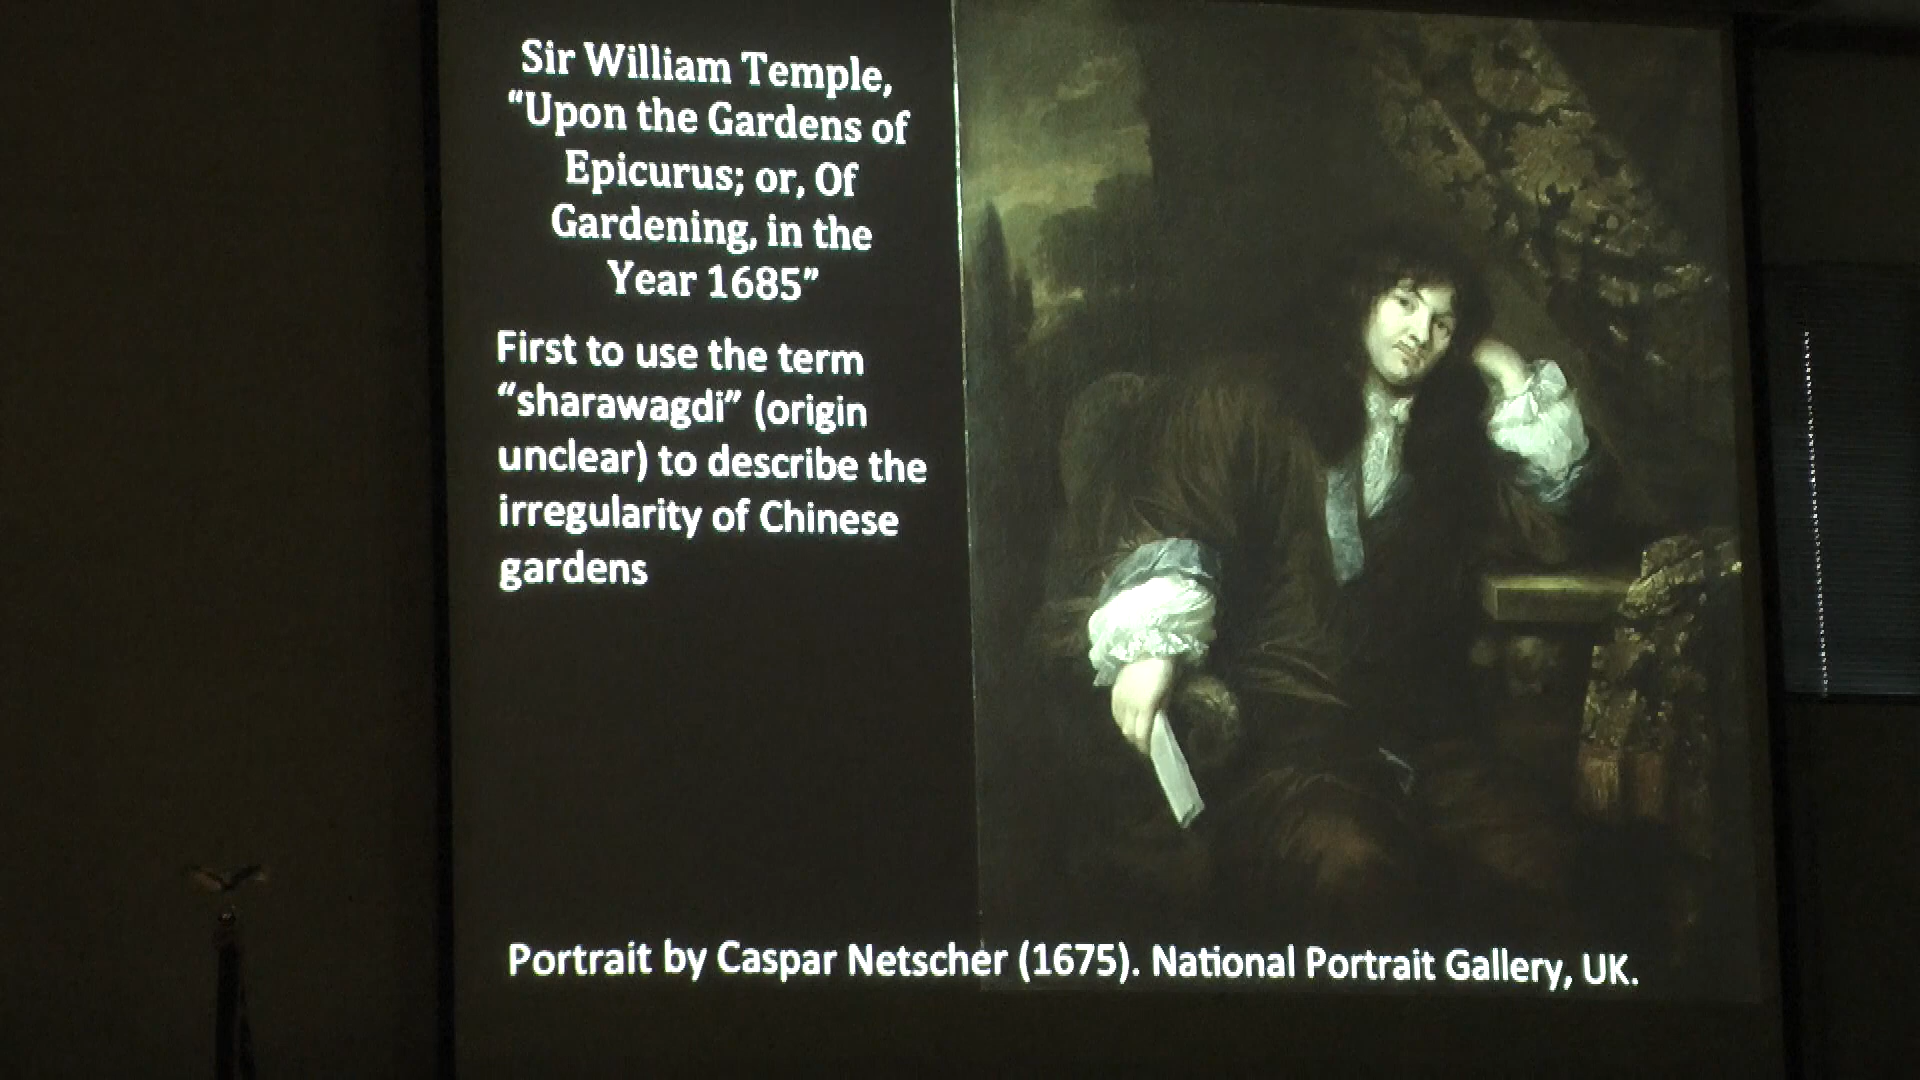 Sir William Temple,
“Upon the Gardens of
Epicurus; or, Of
Gardening, in the
Year 1685”
First to use the term
“sharawagdi” (origin
unclear) to describe the
irregularity of Chinese
gardens
Portrait by Caspar Netscher (1675). National Portrait Gallery, UK.